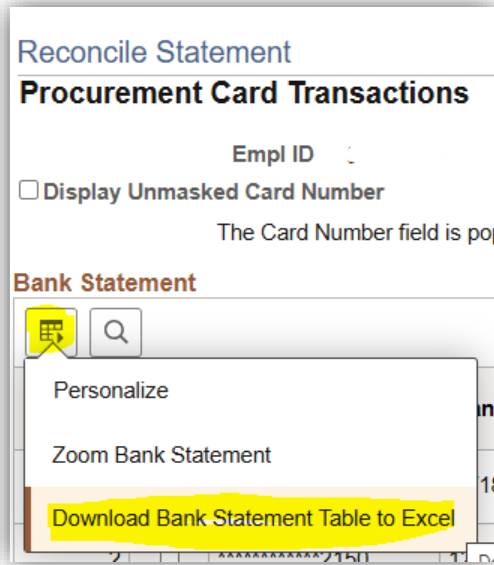 Reconcile Statement
Procurement Card Transactions
Empl ID
Display Unmasked Card Number
The Card Number field is pop
Bank Statement
Personalize
Zoom Bank Statement
Download Bank Statement Table to Excel
2 ************2150